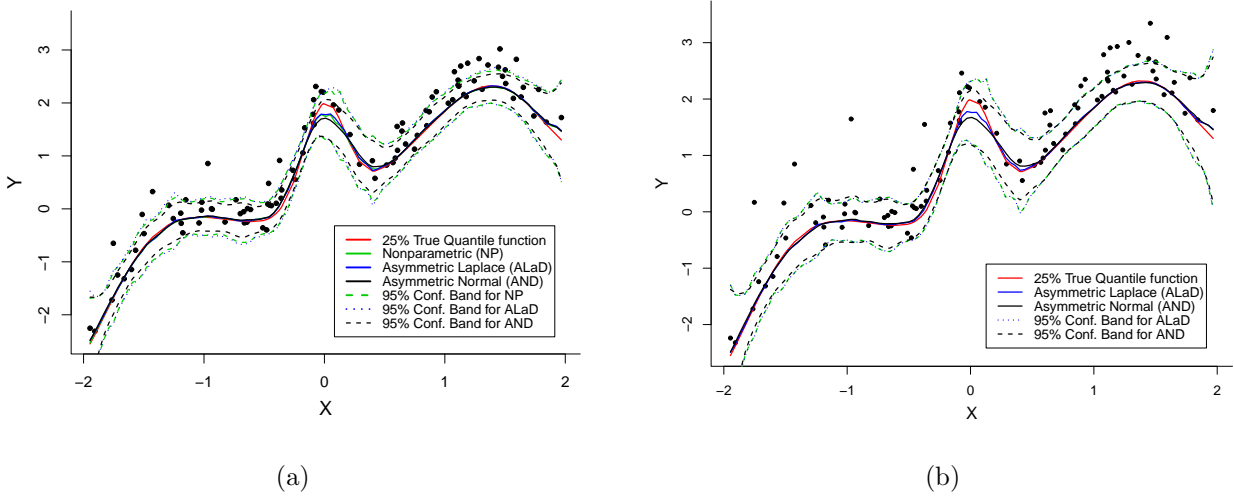 3
2
1
0
−1
−2
Y
−2 −1 0 1 2
X
25% True Quantile function
Nonparametric (NP)
Asymmetric Laplace (ALaD)
Asymmetric Normal (AND)
95% Conf. Band for NP
95% Conf. Band for ALaD
95% Conf. Band for AND
(a)
3
2
1
0
−1
−2
Y
−2 −1 0 1 2
X
25% True Quantile function
Asymmetric Laplace (ALaD)
Asymmetric Normal (AND)
95% Conf. Band for ALaD
95% Conf. Band for AND
(b)